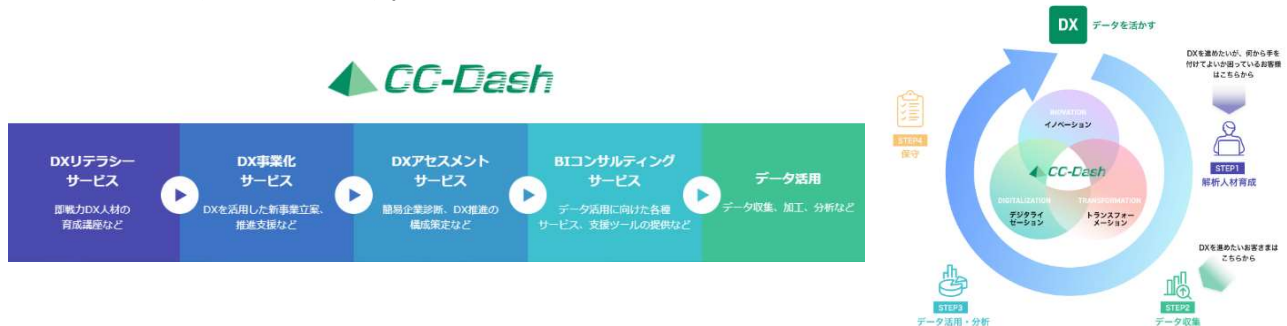 CC-Dash
DXリテラシー
サービス
即戦力DX人材の
育成講座など
DX事業化
サービス
DXを活用した新事業立案、
推進支援など
DXアセスメント
サービス
簡易企業診断、DX推進の
構成策定など
BIコンサルティング
サービス
データ活用に向けた各種
サービス、支援ツールの提供など
データ活用
データ収集、加工、分析など
DX
データを活かす
DXを進めたいが、何から手を
付けてよいか困っているお客様
はこちらから
STEP1
解析人材育成
DXを進めたいお客さまは
こちらから
STEP2
データ収集
STEP3
データ活用・分析
STEP4
保守
イノベーション
CC-Dash
DIGITALIZATION
デジタライ
ゼーション
TRANSFORMATION
トランスフォー
メーション